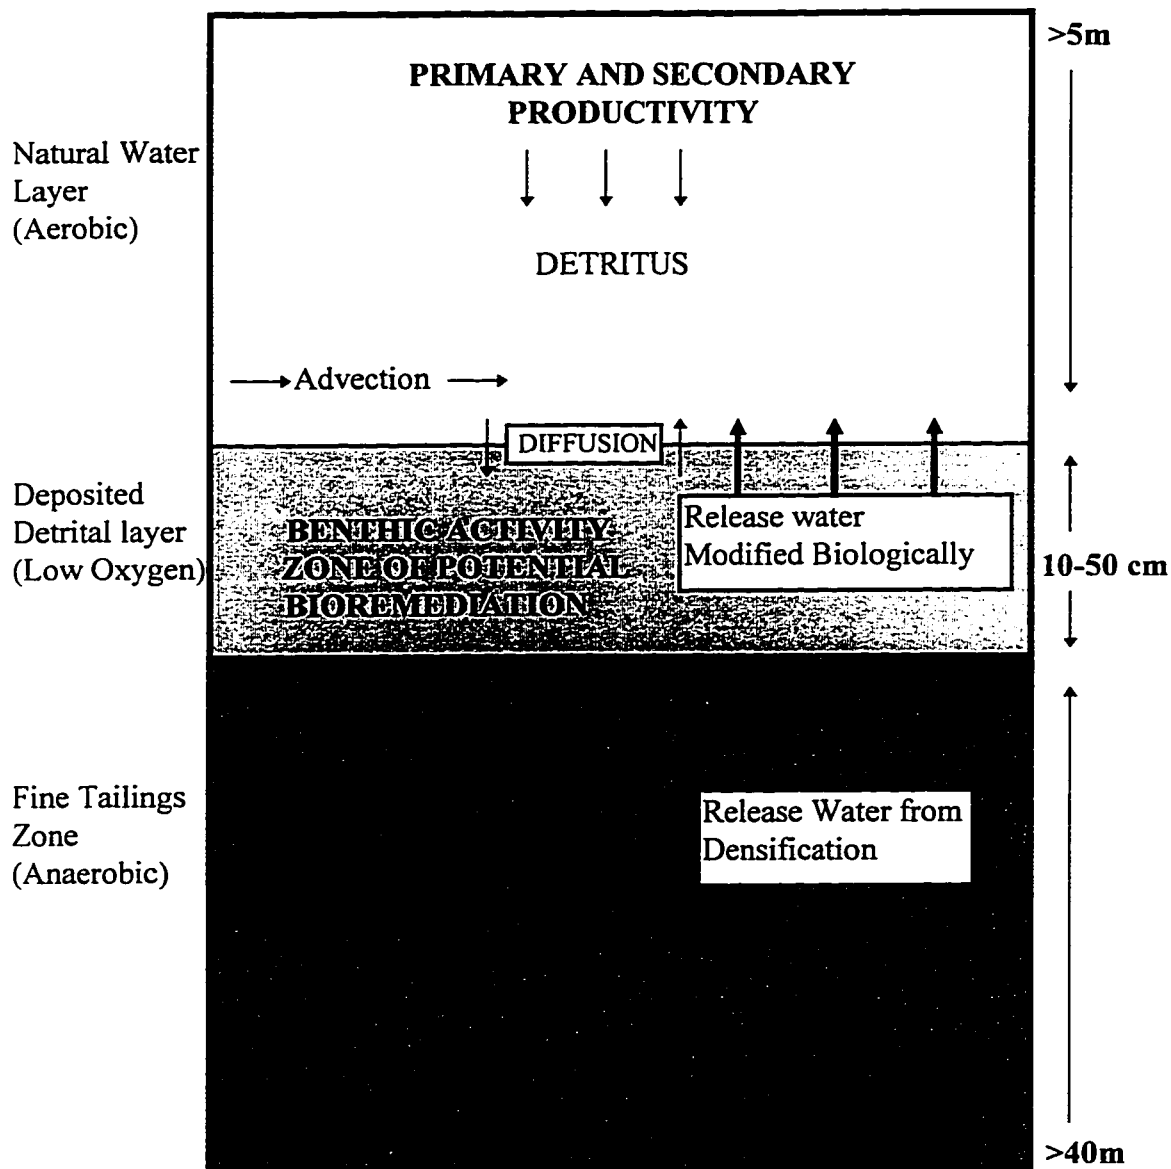 >5m
PRIMARY AND SECONDARY
PRODUCTIVITY
Natural Water
Layer
(Aerobic)
DETRITUS
Advection
DIFFUSION
Deposited
Detrital layer
(Low Oxygen)
BENTHIC ACTIVITY-
ZONE OF POTENTIAL
BIOREMEDIATION
Release water
Modified Biologically
10-50 cm
Fine Tailings
Zone
(Anaerobic)
Release Water from
Densification
>40m